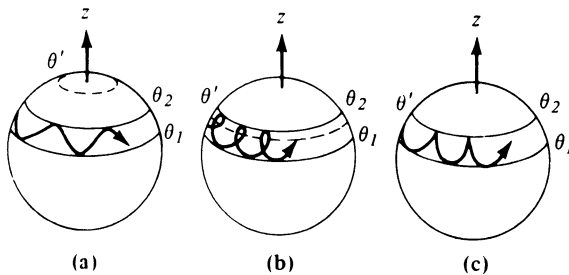 z z z
θ' θ' θ'
θ₂ θ₂ θ₂
θ₁ θ₁ θ₁
(a) (b) (c)